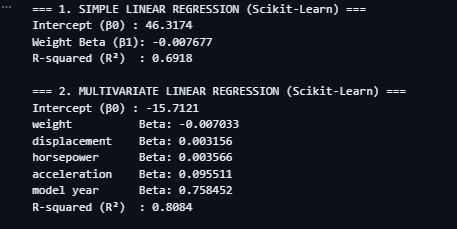 ...
=== 1. SIMPLE LINEAR REGRESSION (Scikit-Learn) ===
Intercept (β0) : 46.3174
Weight Beta (β1): -0.007677
R-squared (R²)  : 0.6918

=== 2. MULTIVARIATE LINEAR REGRESSION (Scikit-Learn) ===
Intercept (β0) : -15.7121
weight          Beta: -0.007033
displacement    Beta: 0.003156
horsepower      Beta: 0.003566
acceleration    Beta: 0.095511
model year      Beta: 0.758452
R-squared (R²)  : 0.8084